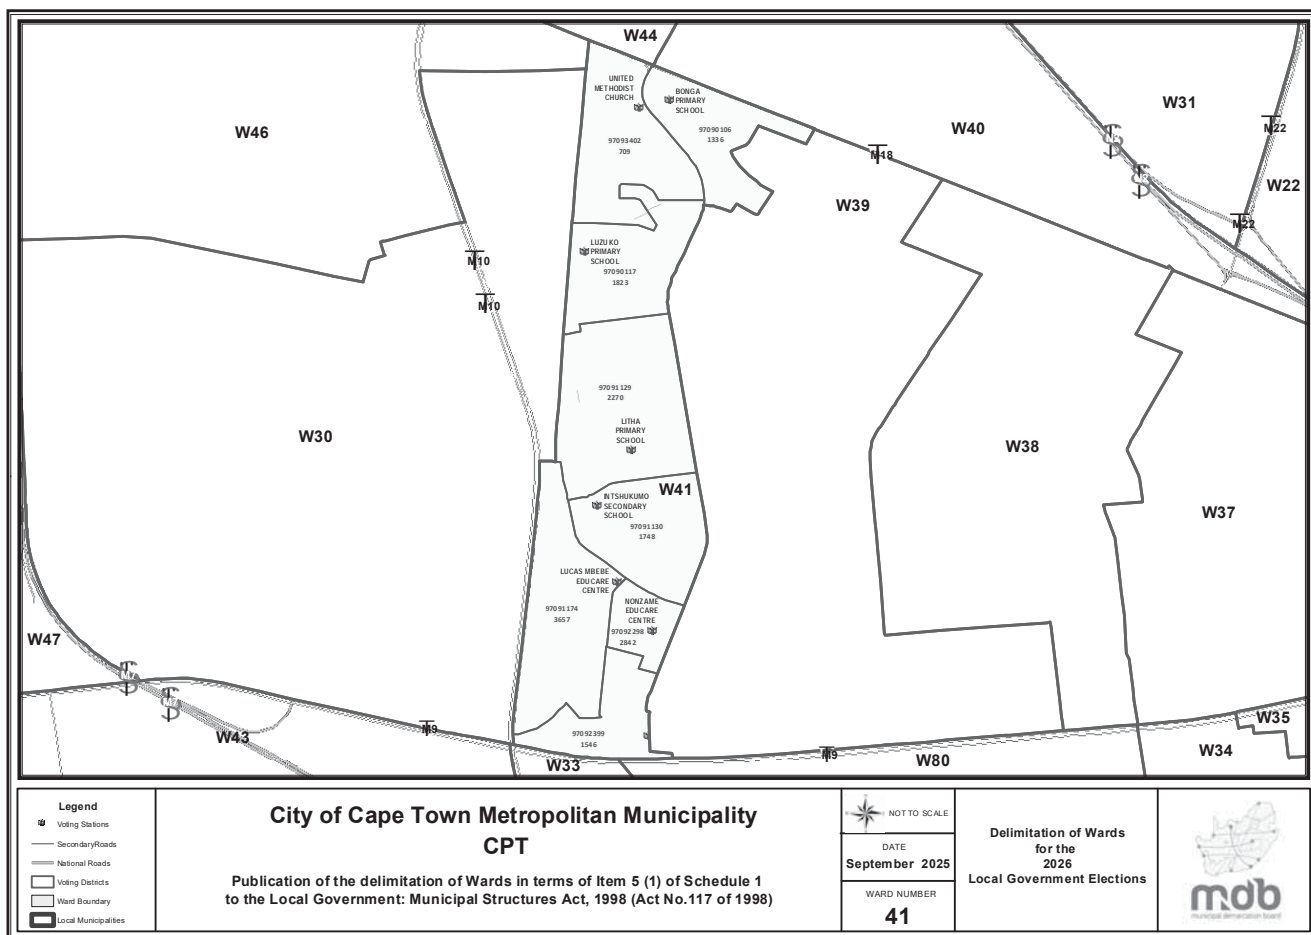 W44
W46
W40
W31
M22
UNITED
METHODIST
CHURCH
BONGA
PRIMARY
SCHOOL
97093402
709
97090106
1336
M18
W22
M22
W39
LUZUKO
PRIMARY
SCHOOL
97090117
1823
M10
M10
97091129
2270
LITHA
PRIMARY
SCHOOL
W30
W38
W41
W37
INTSHUKUMO
SECONDARY
SCHOOL
97091130
1748
LUCAS MBEBE
EDUCARE
CENTRE
97091174
3657
NONZAME
EDUCARE
CENTRE
97092298
2842
W47
M7
M7
W43
M9
97092399
1546
W33
M9
W80
W35
W34
Legend
Voting Stations
SecondaryRoads
National Roads
Voting Districts
Ward Boundary
Local Municipalities
City of Cape Town Metropolitan Municipality
CPT
Publication of the delimitation of Wards in terms of Item 5 (1) of Schedule 1
to the Local Government: Municipal Structures Act, 1998 (Act No.117 of 1998)
NOT TO SCALE
DATE
September 2025
WARD NUMBER
41
Delimitation of Wards
for the
2026
Local Government Elections
mdb
municipal demarcation board